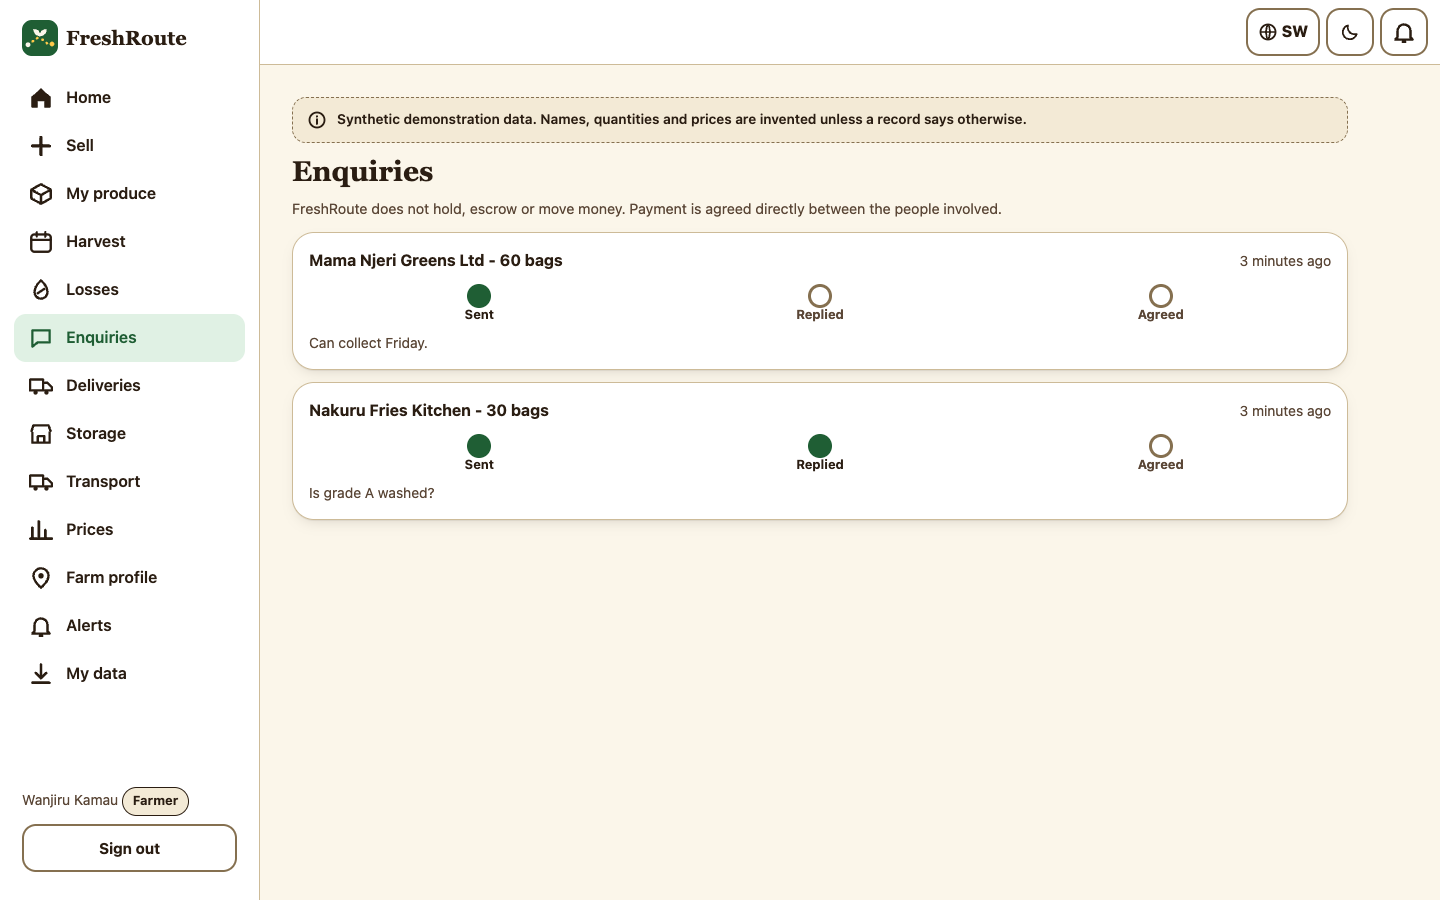 FreshRoute
Home
Sell
My produce
Harvest
Losses
Enquiries
Deliveries
Storage
Transport
Prices
Farm profile
Alerts
My data
Wanjiru Kamau Farmer
Sign out
SW
Synthetic demonstration data. Names, quantities and prices are invented unless a record says otherwise.
Enquiries
FreshRoute does not hold, escrow or move money. Payment is agreed directly between the people involved.
Mama Njeri Greens Ltd - 60 bags 3 minutes ago
Sent Replied Agreed
Can collect Friday.
Nakuru Fries Kitchen - 30 bags 3 minutes ago
Sent Replied Agreed
Is grade A washed?